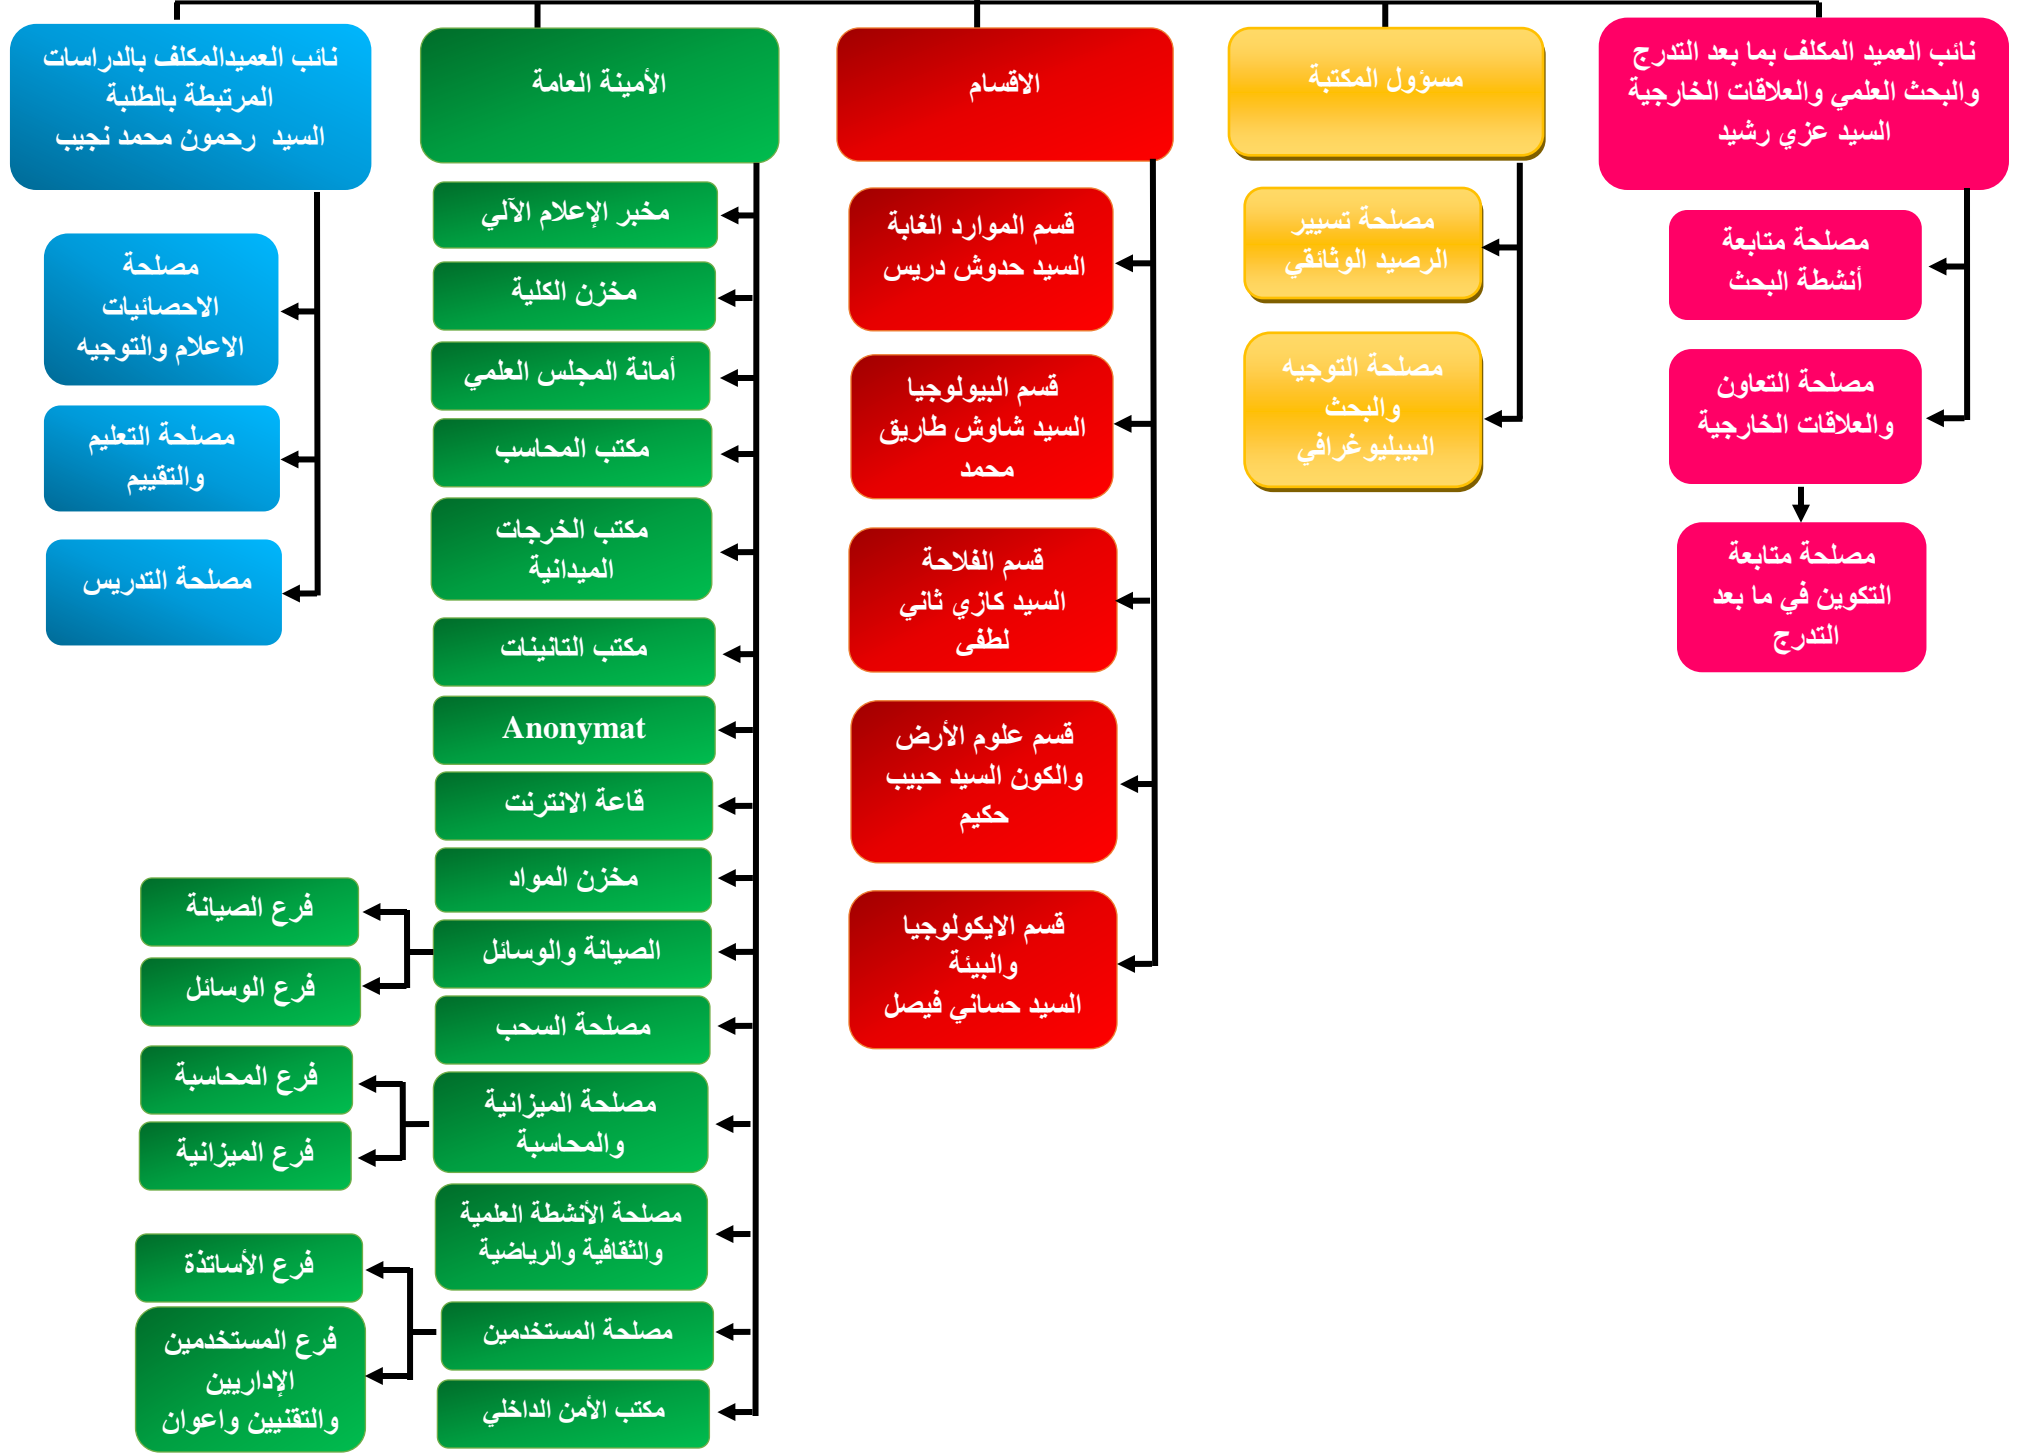 نائب العميد المكلف بما بعد التدرج
والبحث العلمي والعلاقات الخارجية
السيد عزي رشيد
مصلحة متابعة
أنشطة البحث
مصلحة التعاون
والعلاقات الخارجية
مصلحة متابعة
التكوين في ما بعد
التدرج
مسؤول المكتبة
مصلحة تسيير
الرصيد الوثائقي
مصلحة التوجيه
والبحث
البيبليوغرافي
الاقسام
قسم الموارد الغابة
السيد حدوش دريس
قسم البيولوجيا
السيد شاوش طاريق
محمد
قسم الفلاحة
السيد كازي ثاني
لطفى
قسم علوم الأرض
والكون السيد حبيب
حكيم
قسم الايكولوجيا
والبيئة
السيد حساني فيصل
الأمينة العامة
مخبر الإعلام الآلي
مخزن الكلية
أمانة المجلس العلمي
مكتب المحاسب
مكتب الخرجات
الميدانية
مكتب التانينات
Anonymat
قاعة الانترنت
مخزن المواد
الصيانة والوسائل
فرع الصيانة
فرع الوسائل
مصلحة السحب
مصلحة الميزانية
والمحاسبة
فرع المحاسبة
فرع الميزانية
مصلحة الأنشطة العلمية
والثقافية والرياضية
مصلحة المستخدمين
فرع الأساتذة
فرع المستخدمين
الإداريين
والتقنيين واعوان
مكتب الأمن الداخلي
نائب العميدالمكلف بالدراسات
المرتبطة بالطلبة
السيد رحمون محمد نجيب
مصلحة
الاحصائيات
الاعلام والتوجيه
مصلحة التعليم
والتقييم
مصلحة التدريس